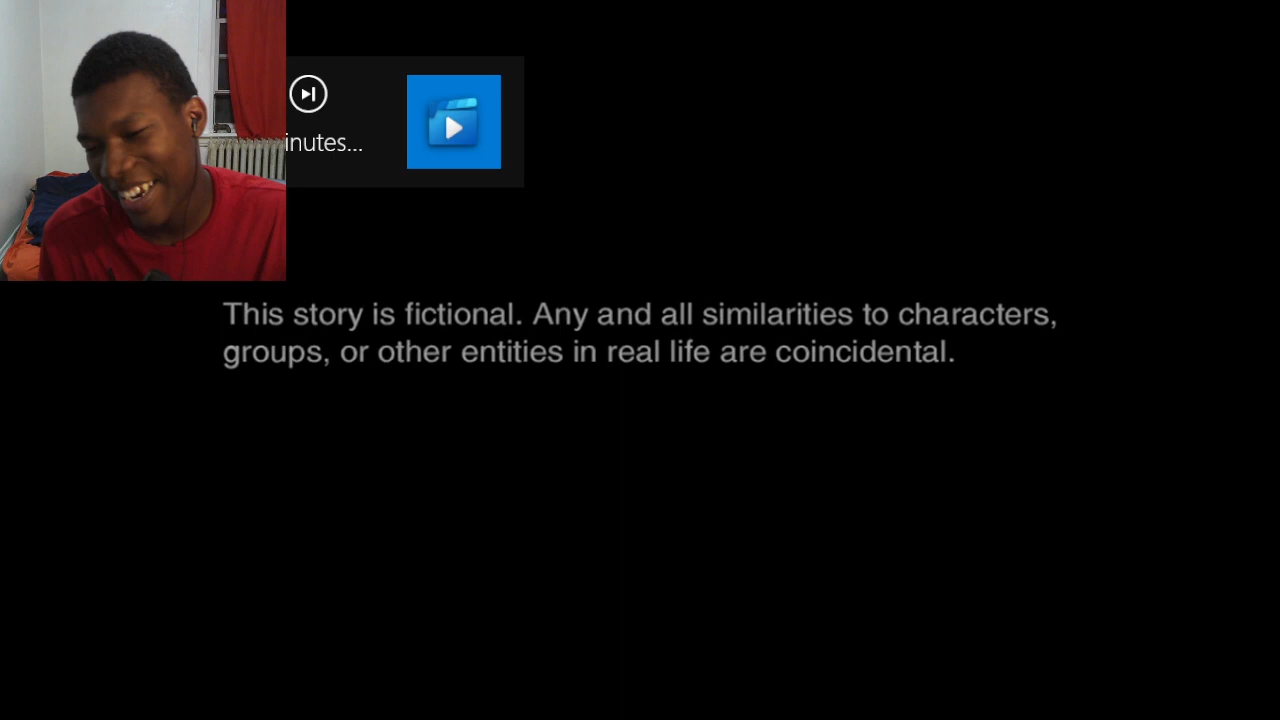 inutes...
This story is fictional. Any and all similarities to characters,
groups, or other entities in real life are coincidental.